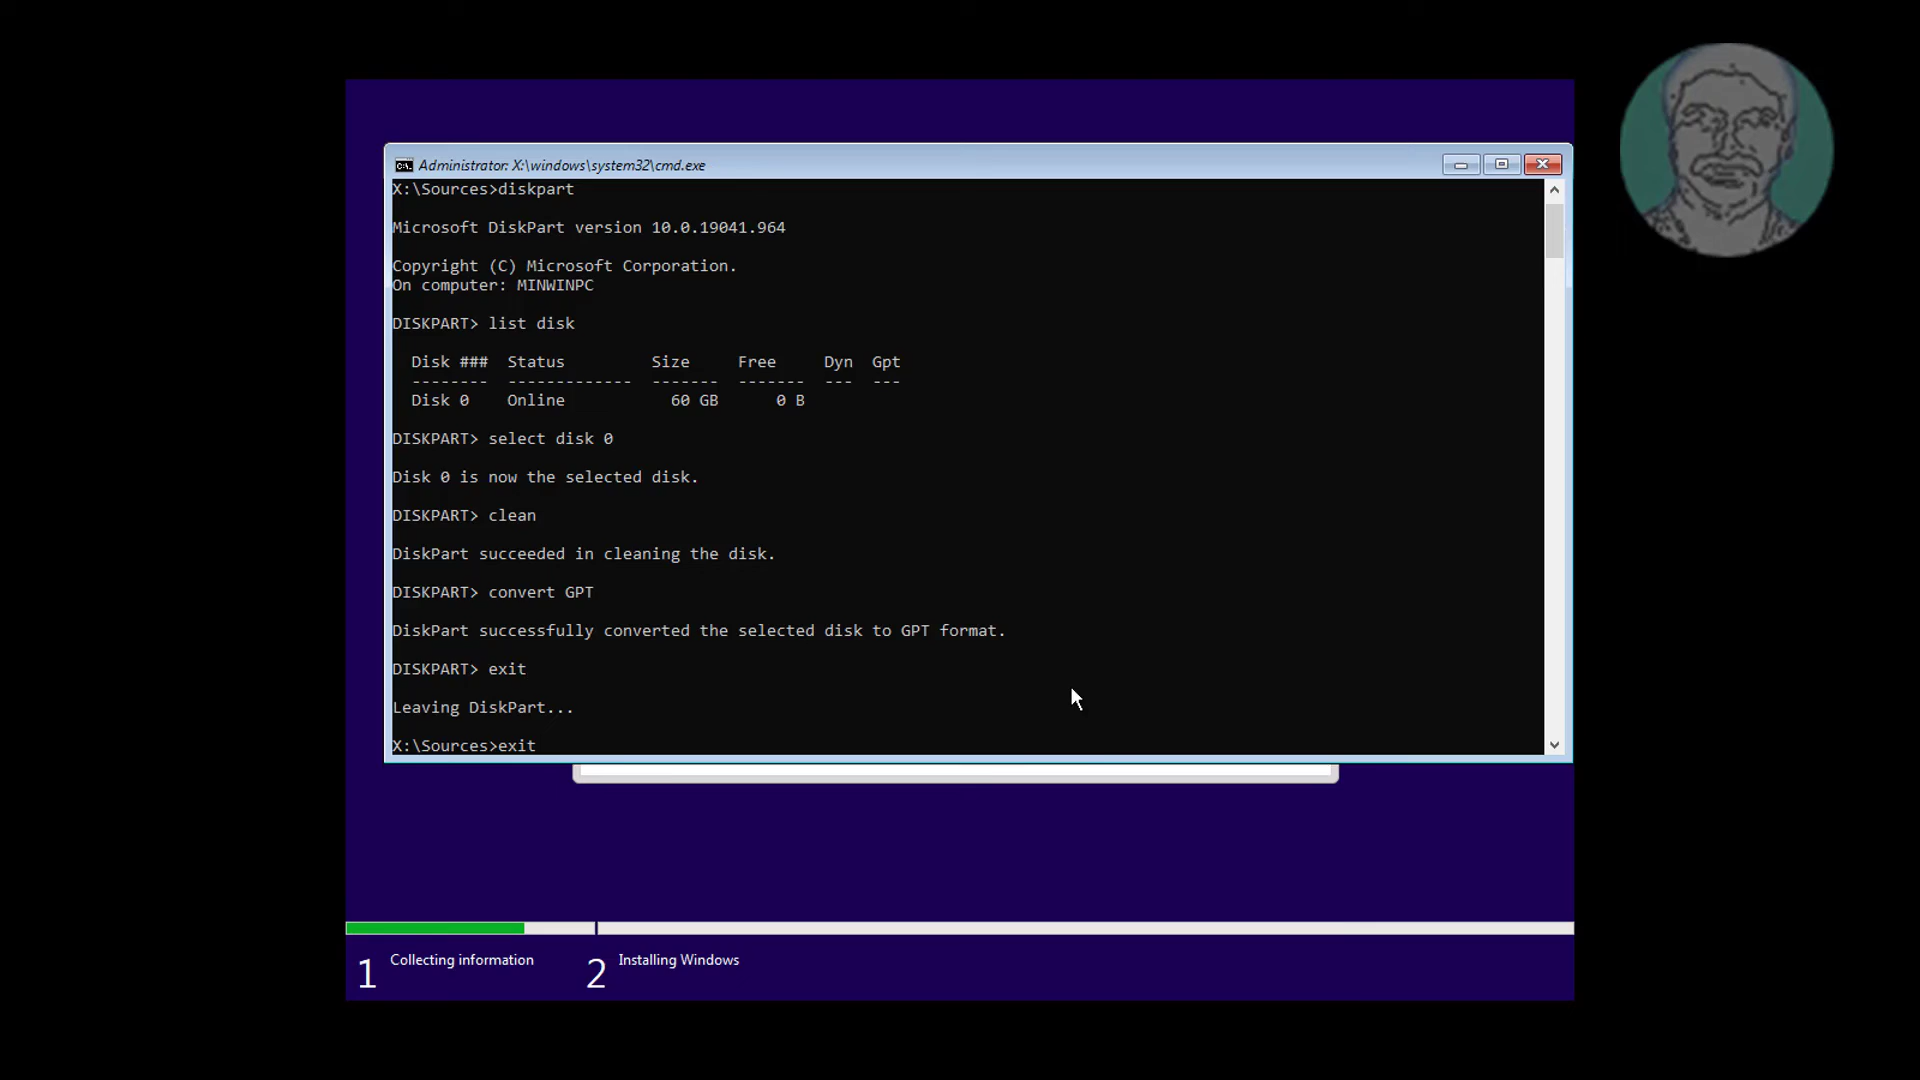 Administrator: X:\windows\system32\cmd.exe
X:\Sources>diskpart
Microsoft DiskPart version 10.0.19041.964
Copyright (C) Microsoft Corporation.
On computer: MINWINPC
DISKPART> list disk
Disk ### Status Size Free Dyn Gpt
-------- ------------- ------- ------- --- ---
Disk 0 Online 60 GB 0 B
DISKPART> select disk 0
Disk 0 is now the selected disk.
DISKPART> clean
DiskPart succeeded in cleaning the disk.
DISKPART> convert GPT
DiskPart successfully converted the selected disk to GPT format.
DISKPART> exit
Leaving DiskPart...
X:\Sources>exit
1 Collecting information 2 Installing Windows